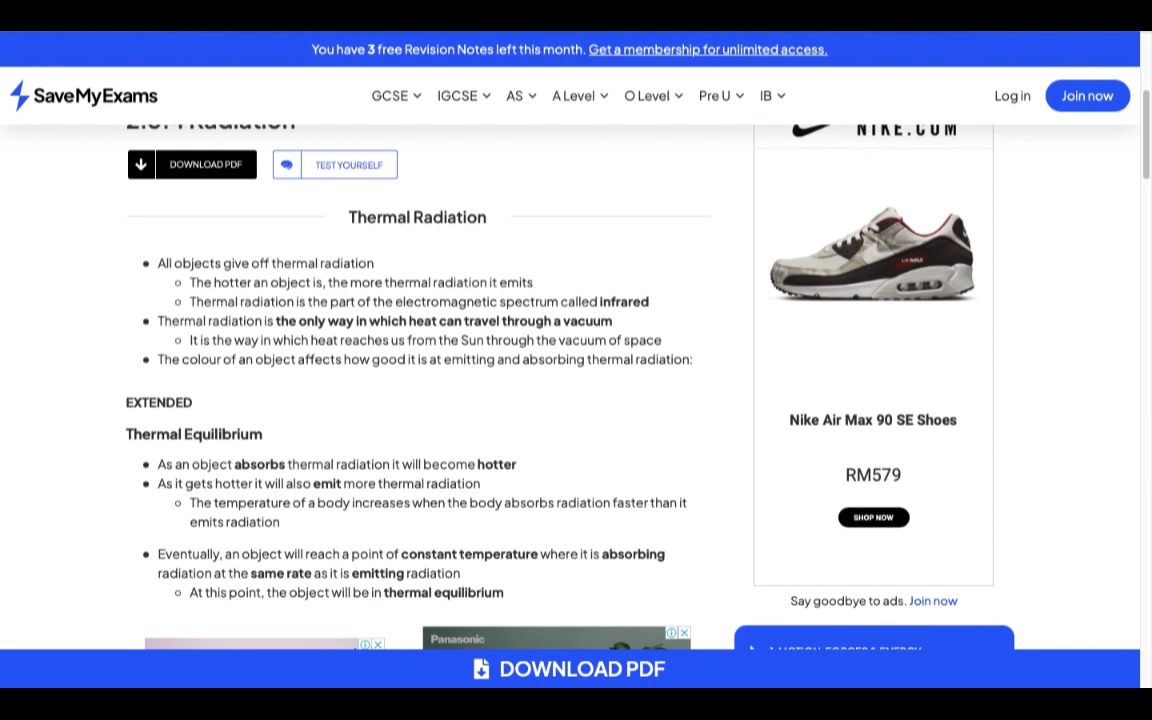 You have 3 free Revision Notes left this month. Get a membership for unlimited access.
SaveMyExams
GCSE
IGCSE
AS
A Level
O Level
Pre U
IB
Log in
Join now
NIKE.COM
DOWNLOAD PDF
TEST YOURSELF
Thermal Radiation
All objects give off thermal radiation
The hotter an object is, the more thermal radiation it emits
Thermal radiation is the part of the electromagnetic spectrum called infrared
Thermal radiation is the only way in which heat can travel through a vacuum
It is the way in which heat reaches us from the Sun through the vacuum of space
The colour of an object affects how good it is at emitting and absorbing thermal radiation:
EXTENDED
Thermal Equilibrium
As an object absorbs thermal radiation it will become hotter
As it gets hotter it will also emit more thermal radiation
The temperature of a body increases when the body absorbs radiation faster than it
emits radiation
Eventually, an object will reach a point of constant temperature where it is absorbing
radiation at the same rate as it is emitting radiation
At this point, the object will be in thermal equilibrium
Nike Air Max 90 SE Shoes
RM579
SHOP NOW
Say goodbye to ads. Join now
Panasonic
DOWNLOAD PDF